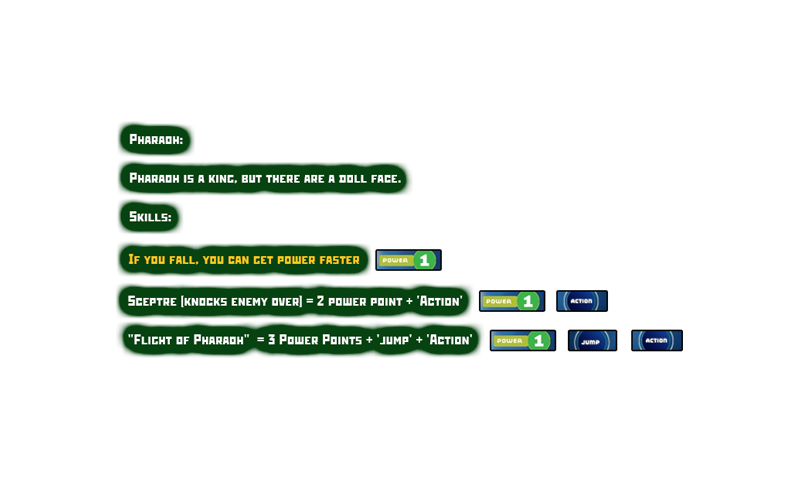 Pharaoh:
Pharaoh is a king, but there are a doll face.
Skills:
If you fall, you can get power faster POWER 1
Sceptre (knocks enemy over) = 2 power point + 'Action' POWER 1 ACTION
"Flight of Pharaoh" = 3 Power Points + 'jump' + 'Action' POWER 1 JUMP ACTION